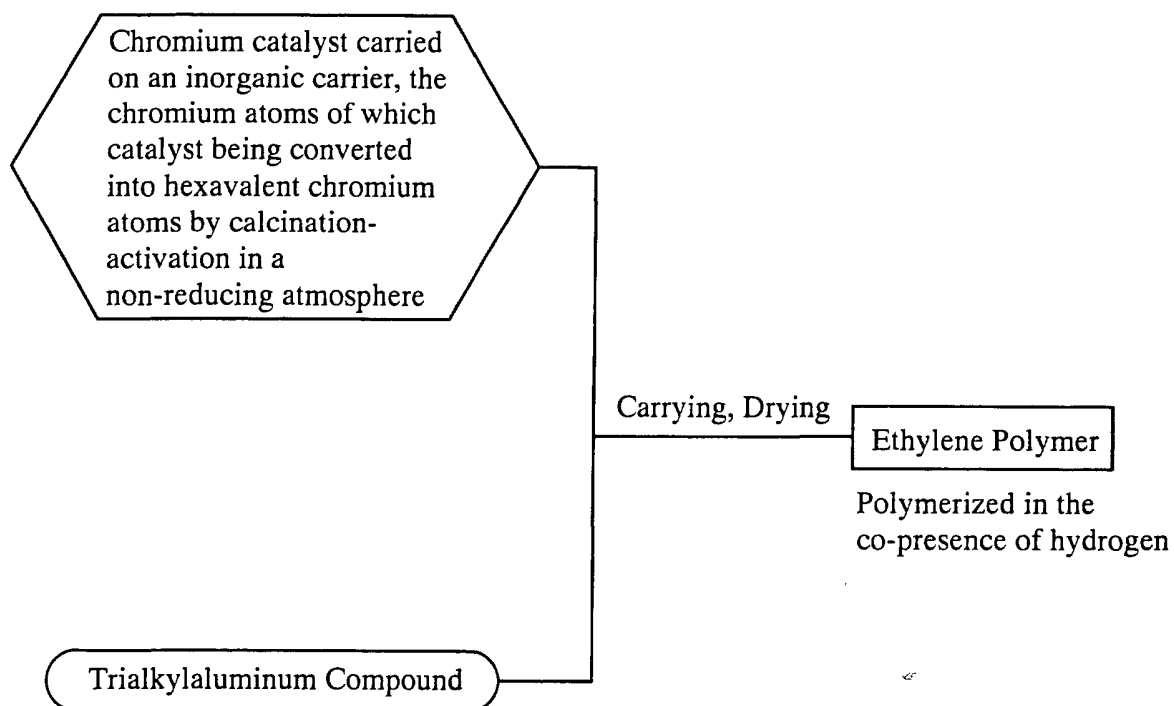 Chromium catalyst carried
on an inorganic carrier, the
chromium atoms of which
catalyst being converted
into hexavalent chromium
atoms by calcination-
activation in a
non-reducing atmosphere
Carrying, Drying
Ethylene Polymer
Polymerized in the
co-presence of hydrogen
Trialkylaluminum Compound